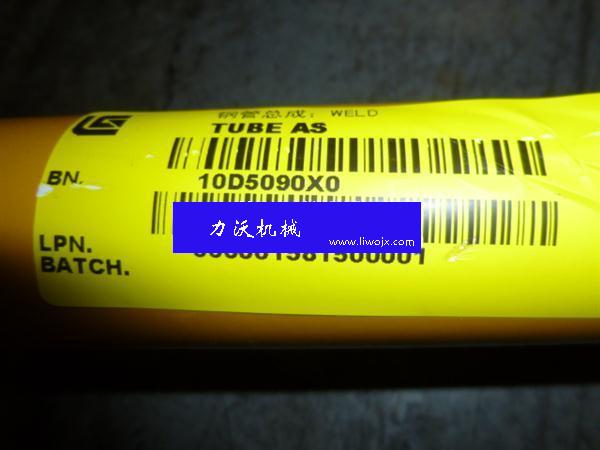 钢管总成; WELD
TUBE AS
BN.
10D5090X0
力沃机械
www.liwojx.com
LPN.
BATCH.